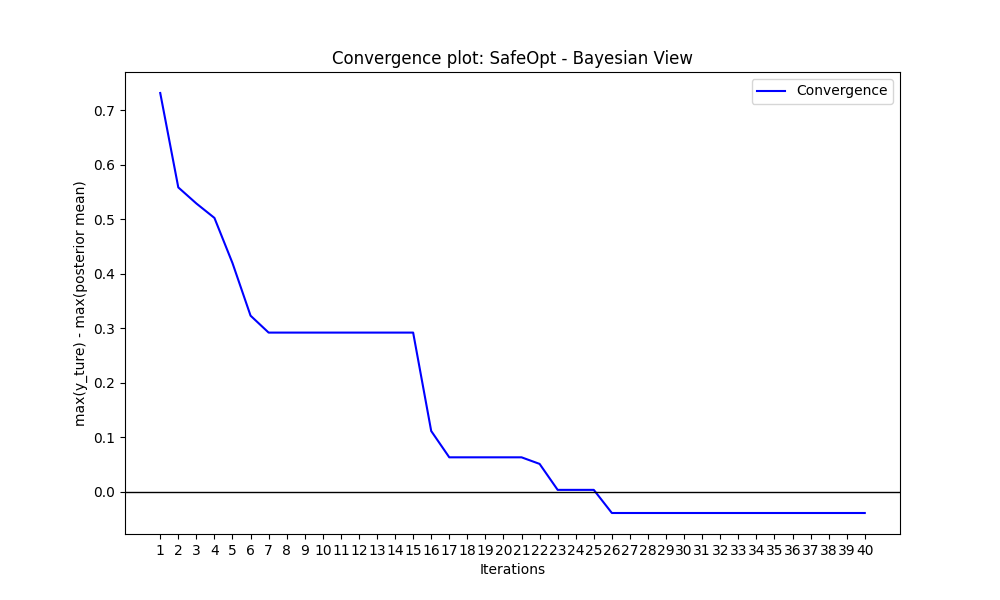 Convergence plot: SafeOpt - Bayesian View
Convergence
max(y_ture) - max(posterior mean)
0.7
0.6
0.5
0.4
0.3
0.2
0.1
0.0
1 2 3 4 5 6 7 8 9 10 11 12 13 14 15 16 17 18 19 20 21 22 23 24 25 26 27 28 29 30 31 32 33 34 35 36 37 38 39 40
Iterations